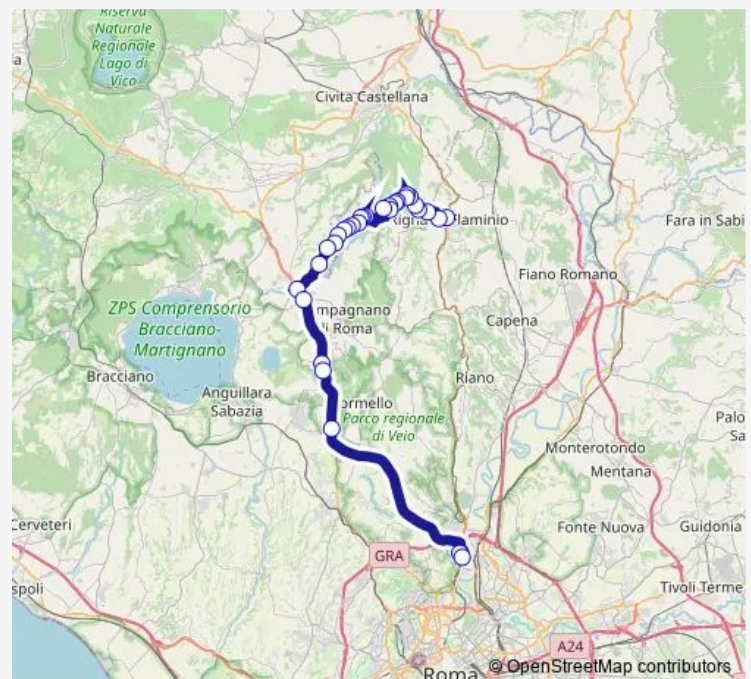 Riserva
Naturale
Regionale
Lago di
Vico
Civita Castellana
Flaminio
Fara in Sabi
Fiano Romano
ZPS Comprensorio
Bracciano-
Martignano
mpagnano
di Roma
Capena
Bracciano
Riano
Anguillara
Sabazia
ormello
Parco regionale
di Veio
Palo
Sa
Monterotondo
Mentana
Cerveteri
Fonte Nuova
Guidonia
GRA
spoli
Tivoli Terme
A24
Roma
© OpenStreetMap contributors